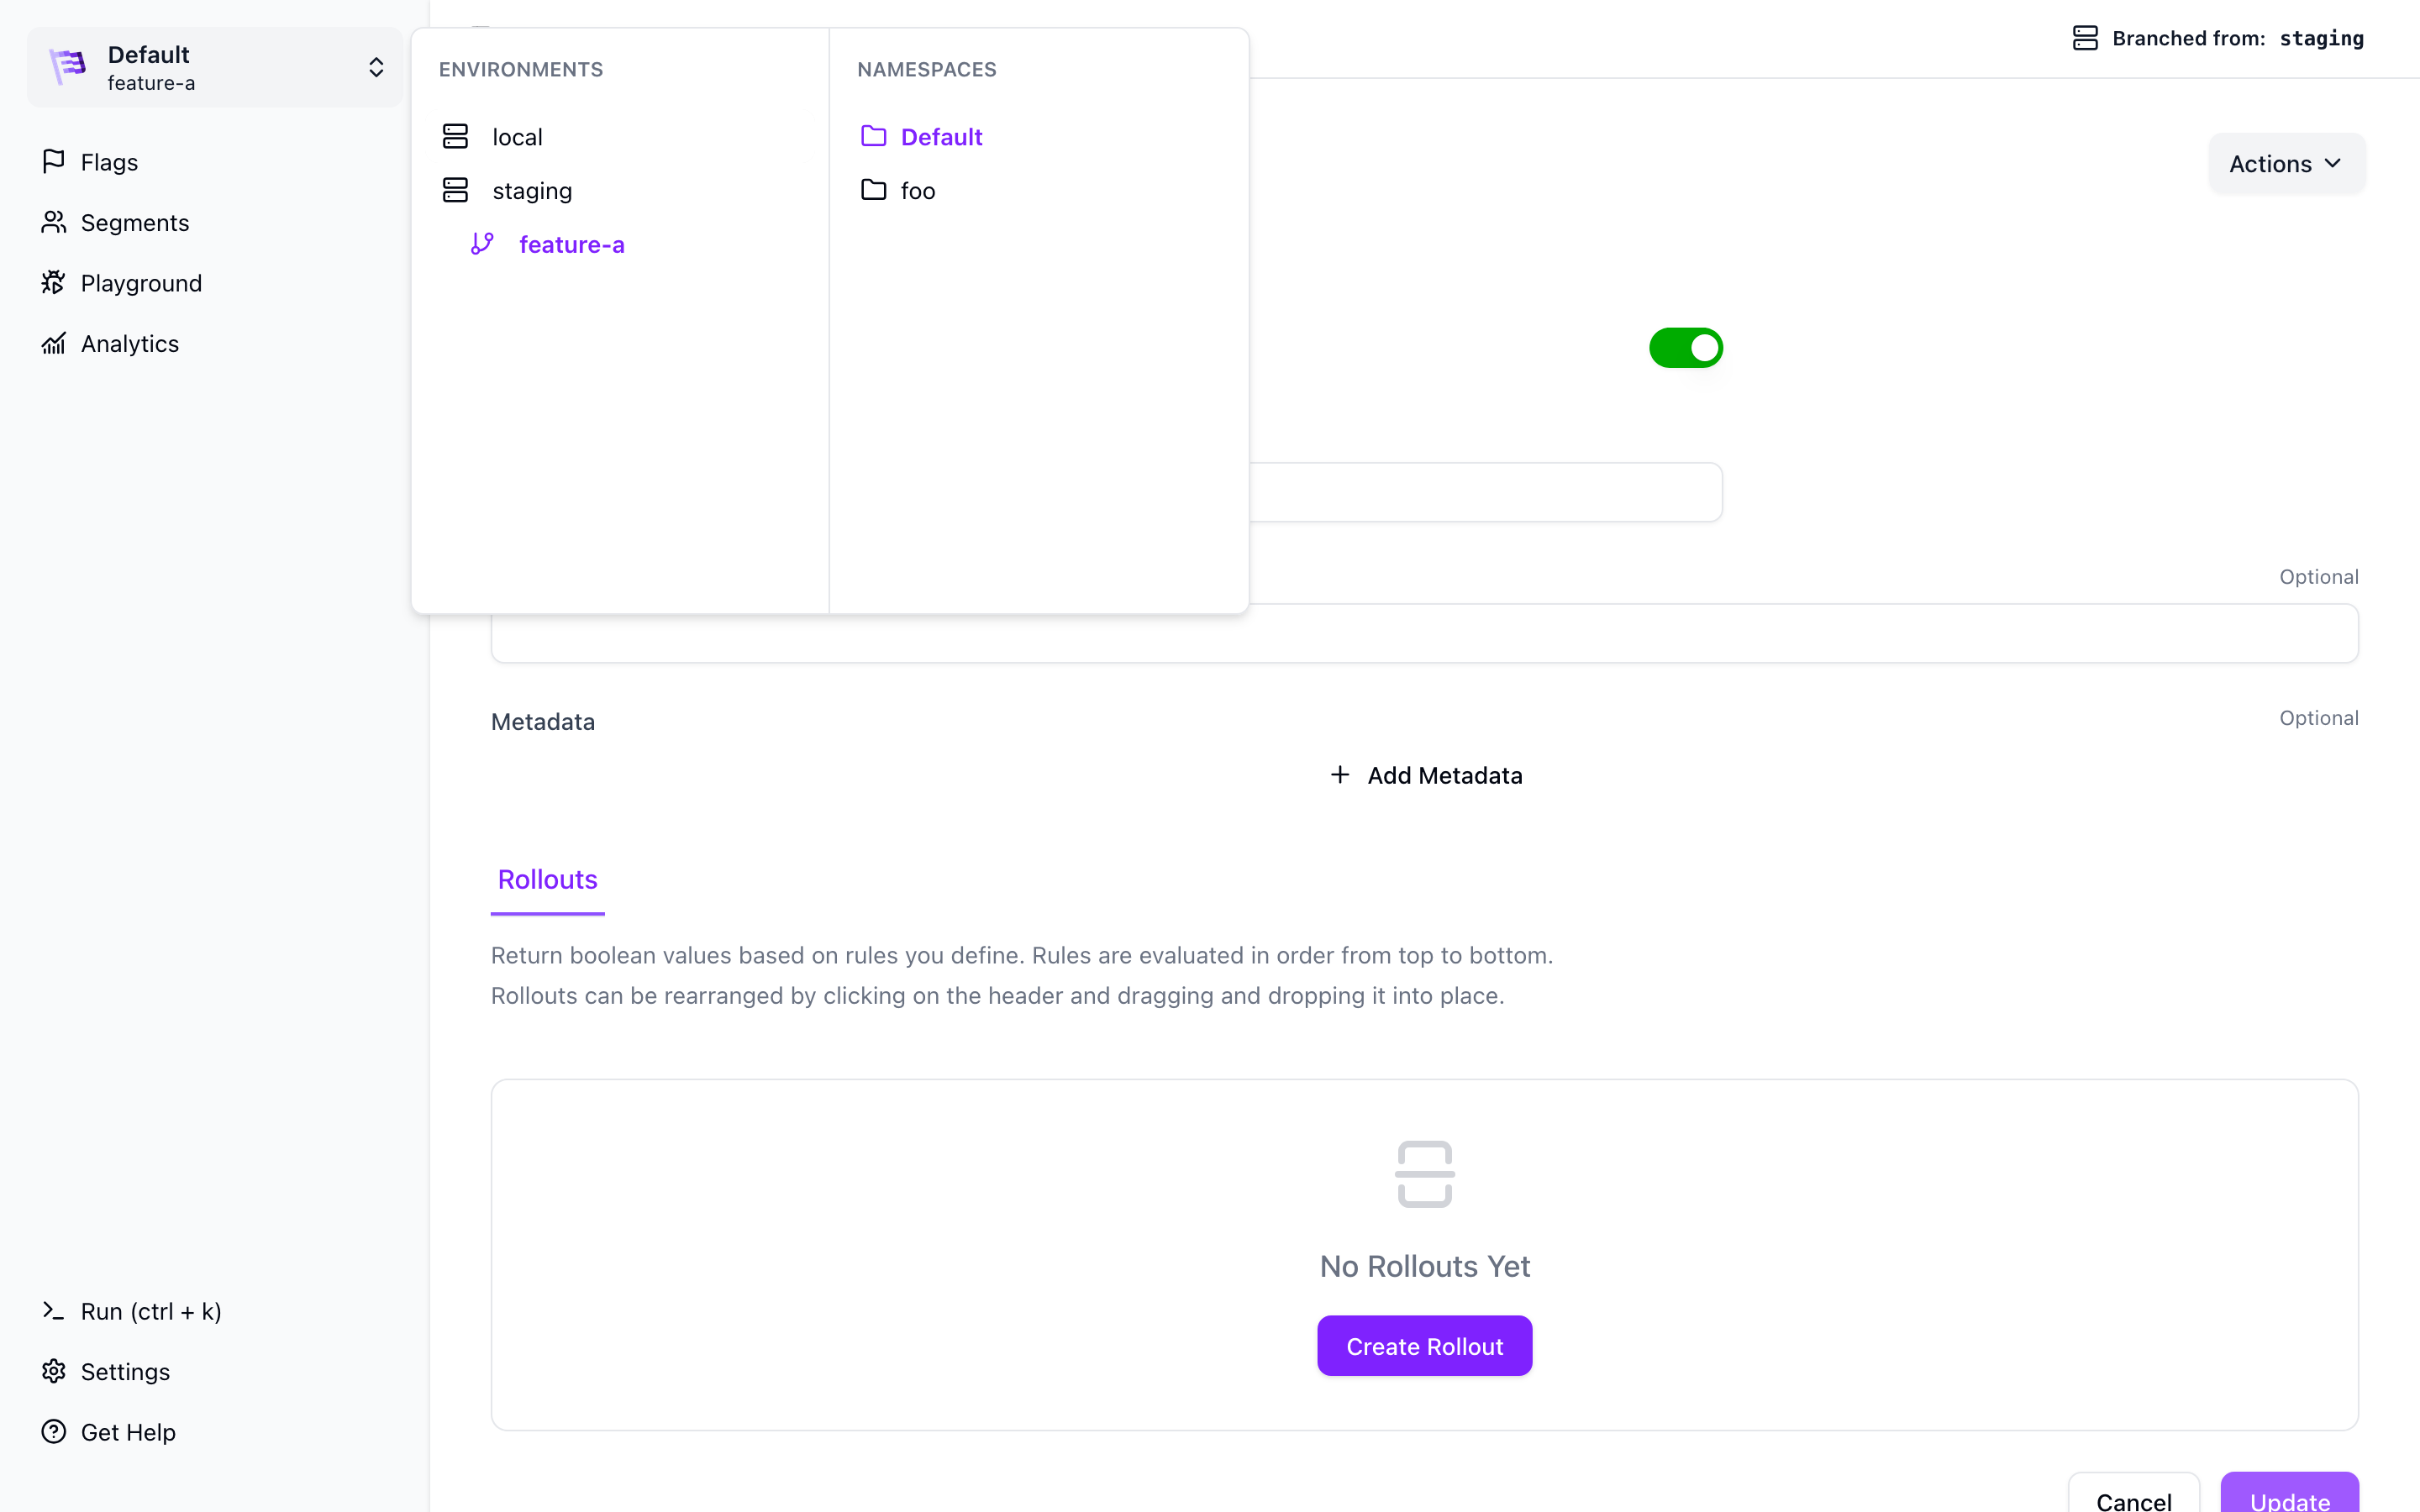 Default
feature-a
Flags
Segments
Playground
Analytics
Run (ctrl + k)
Settings
Get Help
ENVIRONMENTS
local
staging
feature-a
NAMESPACES
Default
foo
Branched from: staging
Actions
Optional
Metadata
Optional
Add Metadata
Rollouts
Return boolean values based on rules you define. Rules are evaluated in order from top to bottom.
Rollouts can be rearranged by clicking on the header and dragging and dropping it into place.
No Rollouts Yet
Create Rollout
Cancel
Update